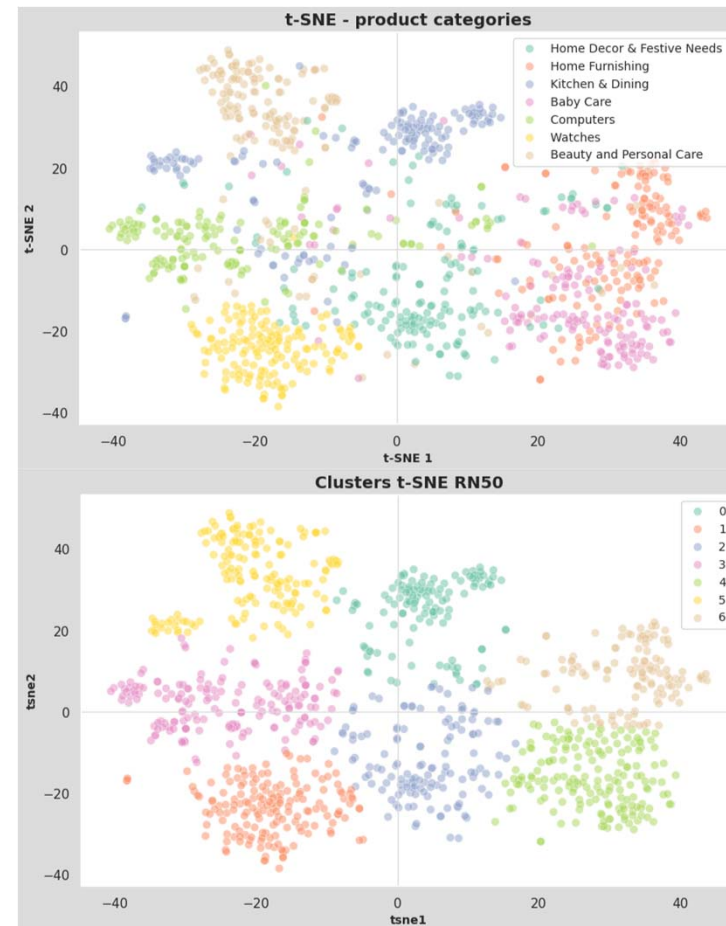 t-SNE - product categories
Home Decor & Festive Needs
Home Furnishing
Kitchen & Dining
Baby Care
Computers
Watches
Beauty and Personal Care
40
20
0
−20
−40
t-SNE 2
−40
−20
0
20
40
t-SNE 1
Clusters t-SNE RN50
0
1
2
3
4
5
6
40
20
0
−20
−40
tsne2
−40
−20
0
20
40
tsne1